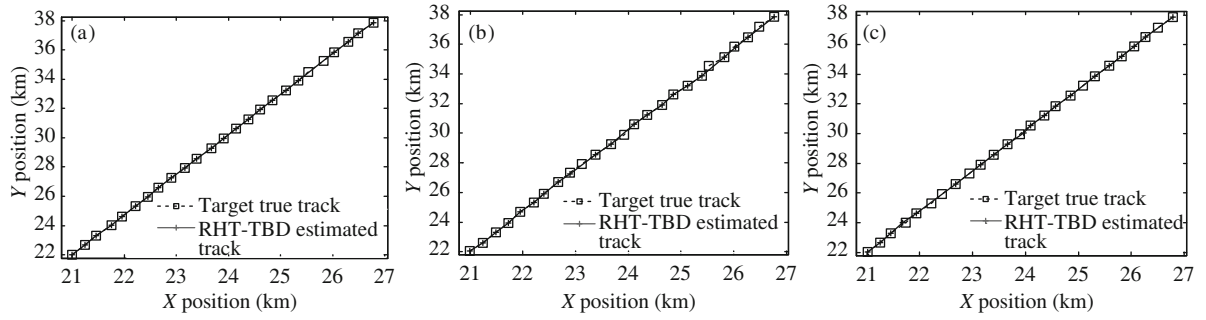 (a)
Y position (km)
38
36
34
32
30
28
26
24
22
Target true track
RHT-TBD estimated
track
21 22 23 24 25 26 27
X position (km)
(b)
Y position (km)
38
36
34
32
30
28
26
24
22
Target true track
RHT-TBD estimated
track
21 22 23 24 25 26 27
X position (km)
(c)
Y position (km)
38
36
34
32
30
28
26
24
22
Target true track
RHT-TBD estimated
track
21 22 23 24 25 26 27
X position (km)